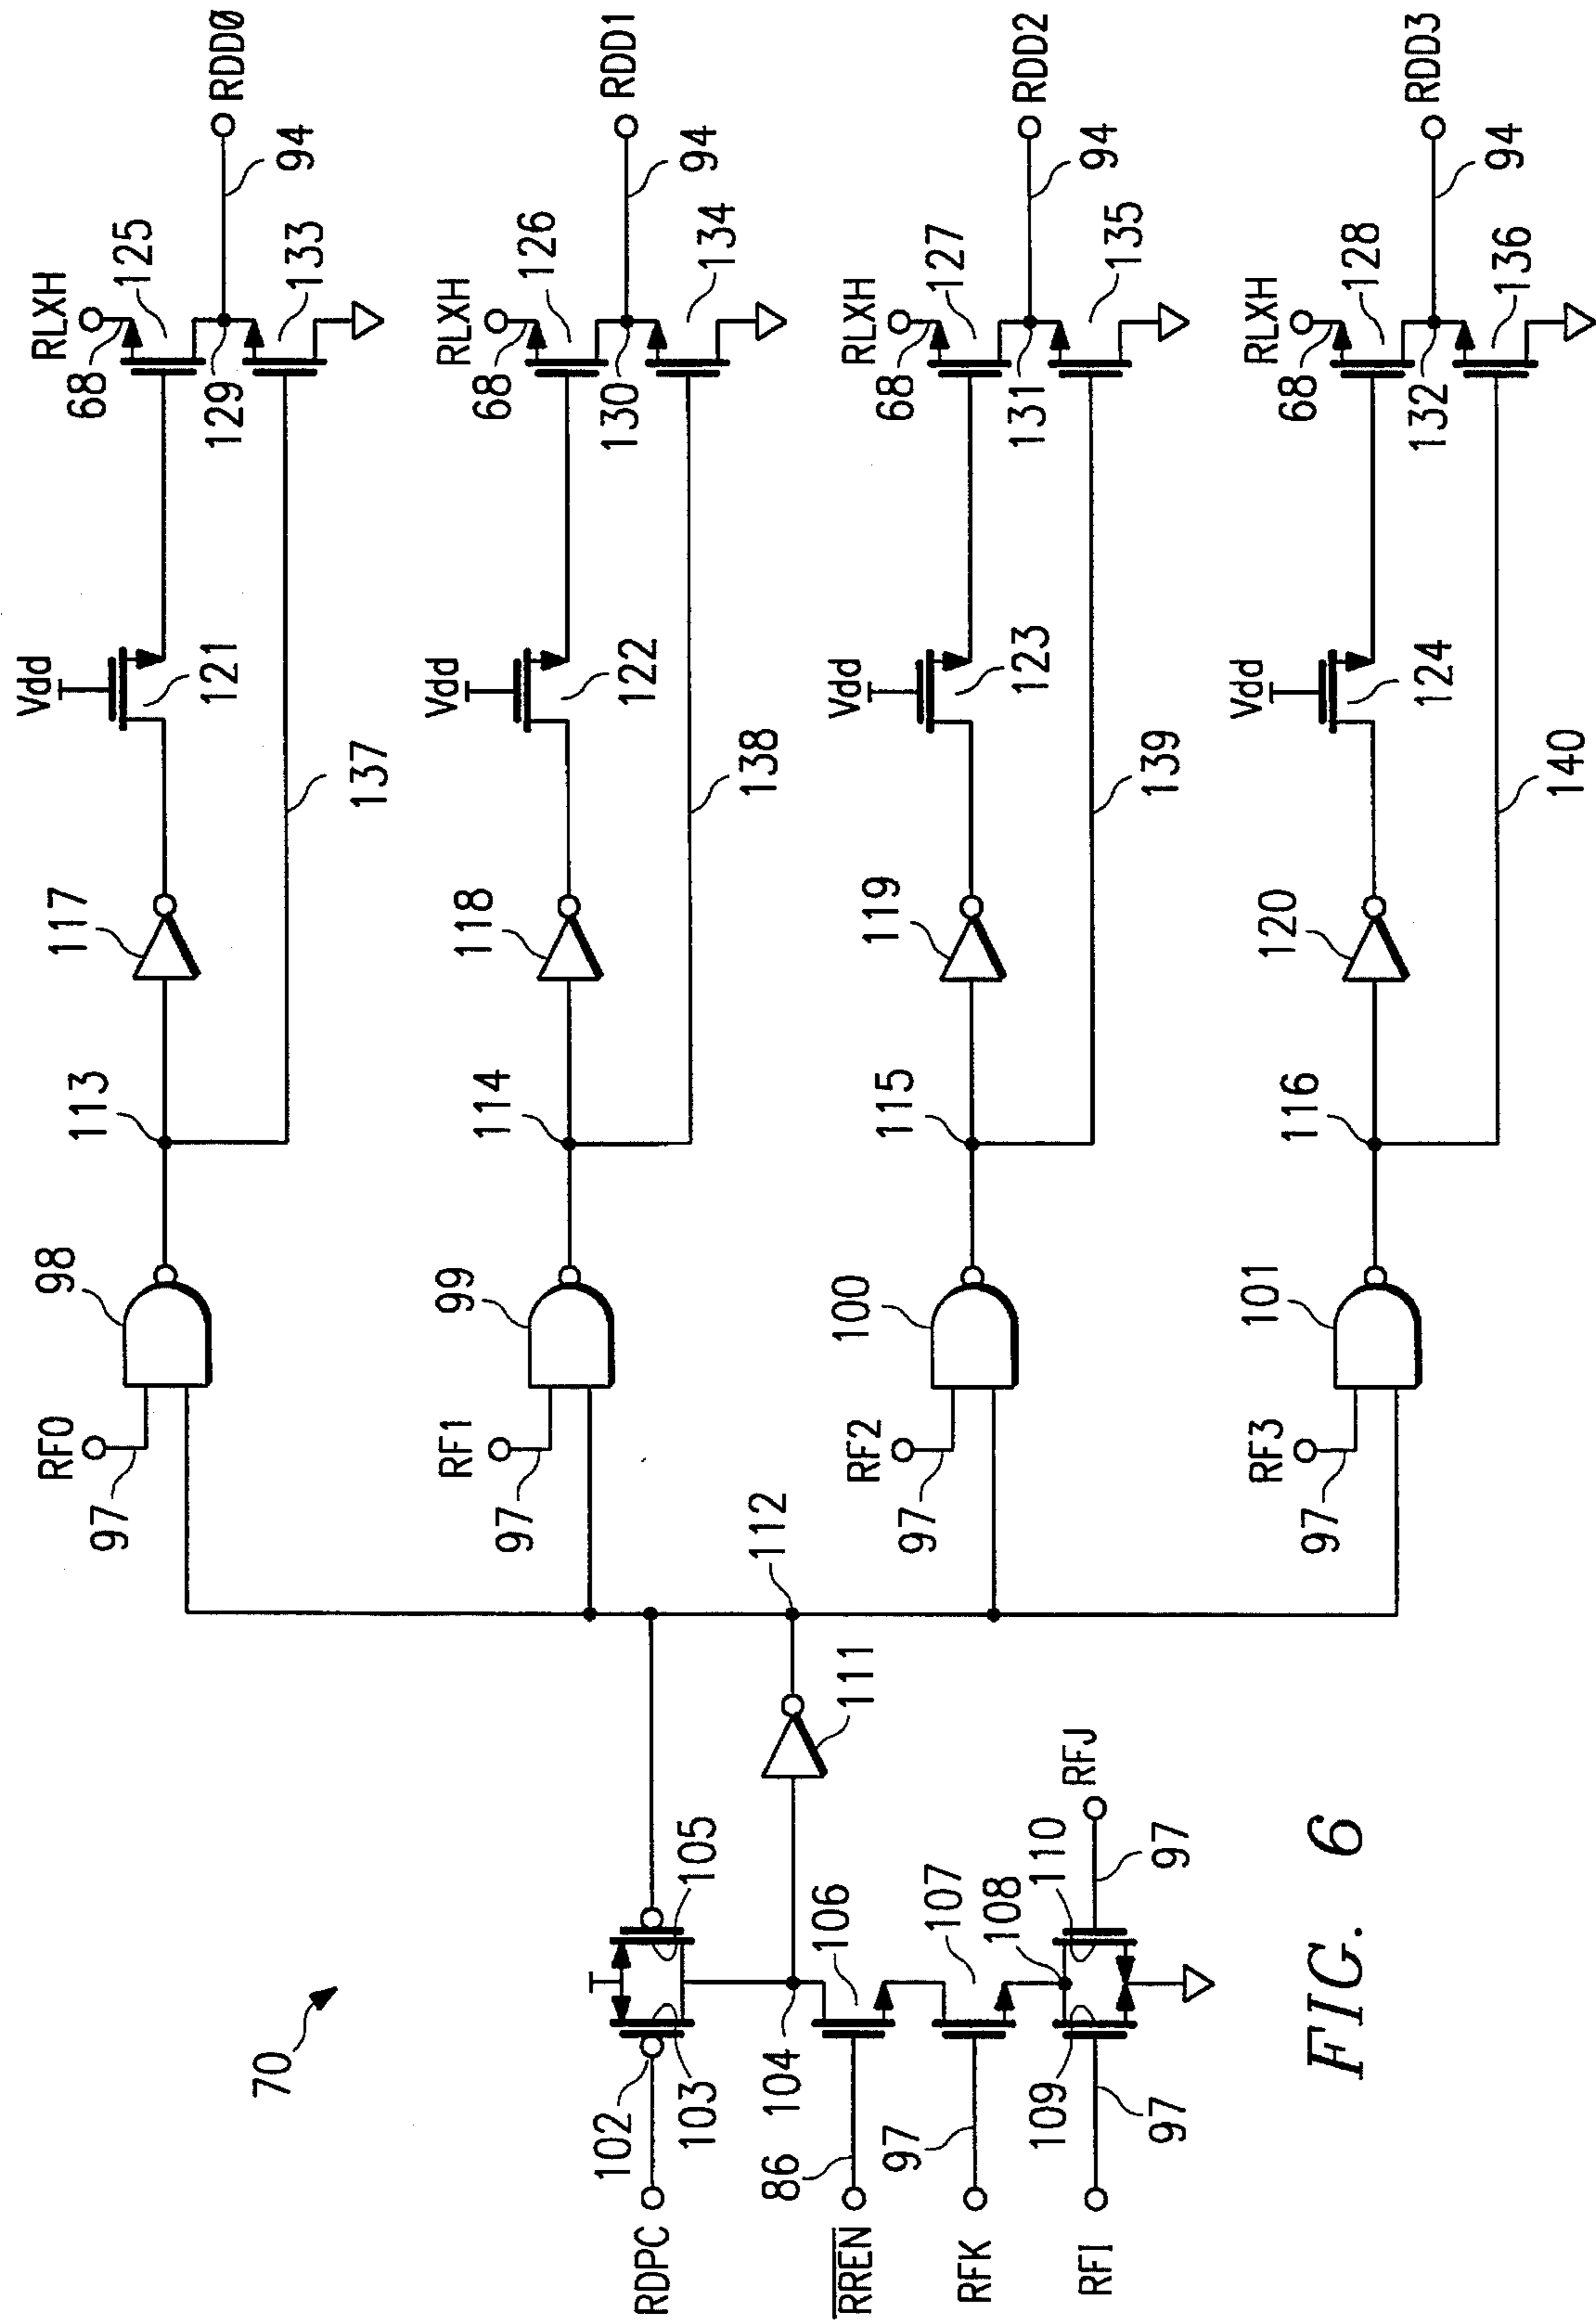 70
RDPC
102
103
105
104
RREN
86
106
RFK
97
107
108
RFI
97
109
110
RFJ
97
111
112
RF0
97
98
113
117
Vdd
121
137
RLXH
68
125
129
133
94
RDDØ
RF1
97
99
114
118
Vdd
122
138
RLXH
68
126
130
134
94
RDD1
RF2
97
100
115
119
Vdd
123
139
RLXH
68
127
131
135
94
RDD2
RF3
97
101
116
120
Vdd
124
140
RLXH
68
128
132
136
94
RDD3
FIG. 6